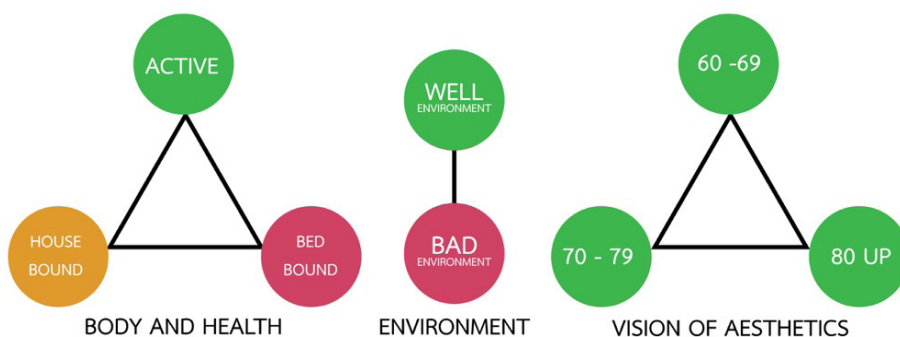 ACTIVE
HOUSE
BOUND
BED
BOUND
BODY AND HEALTH
WELL
ENVIRONMENT
BAD
ENVIRONMENT
ENVIRONMENT
60 -69
70 - 79
80 UP
VISION OF AESTHETICS